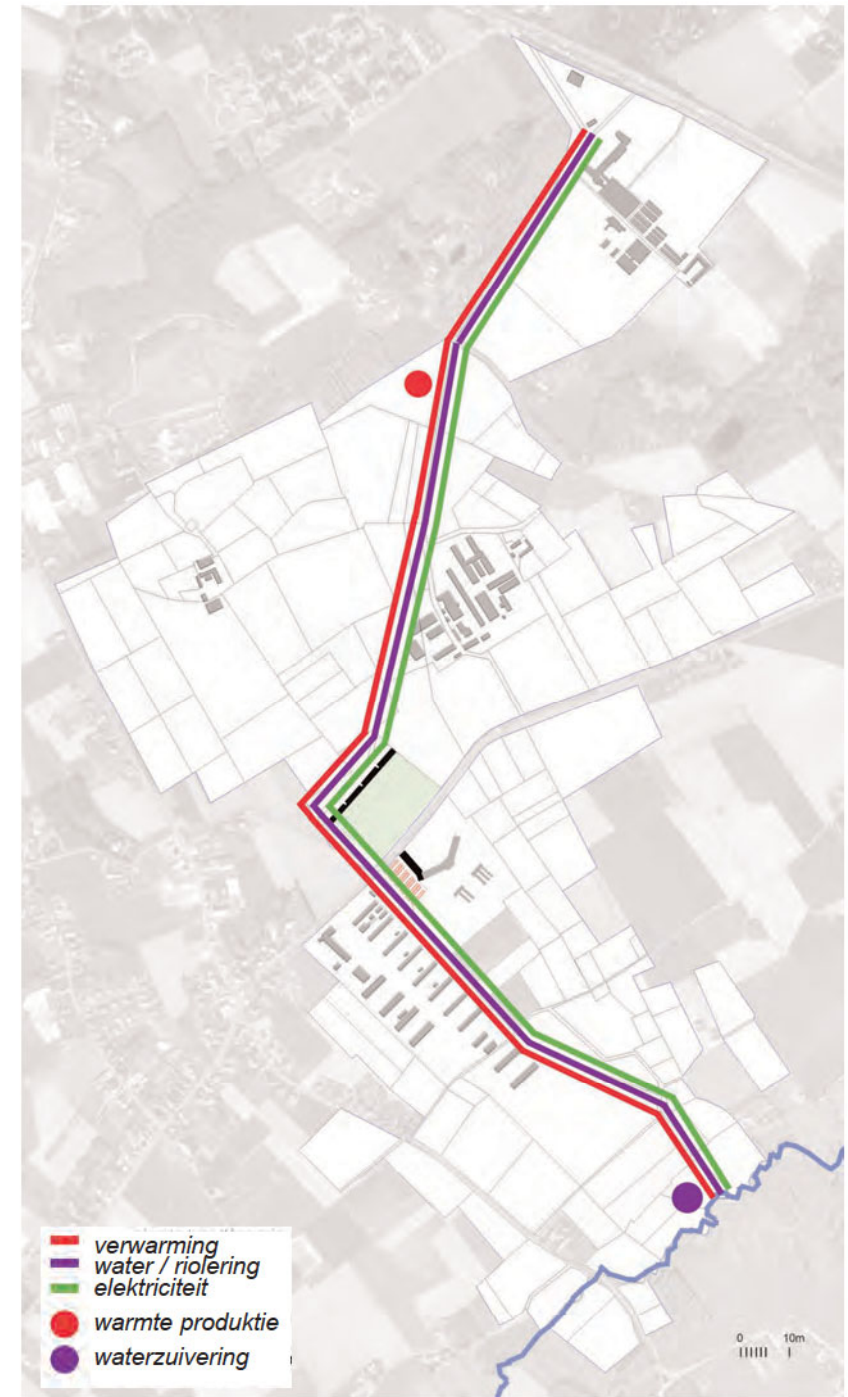 verwarming
water / riolering
elektriciteit
warmte produktie
waterzuivering
0 10m